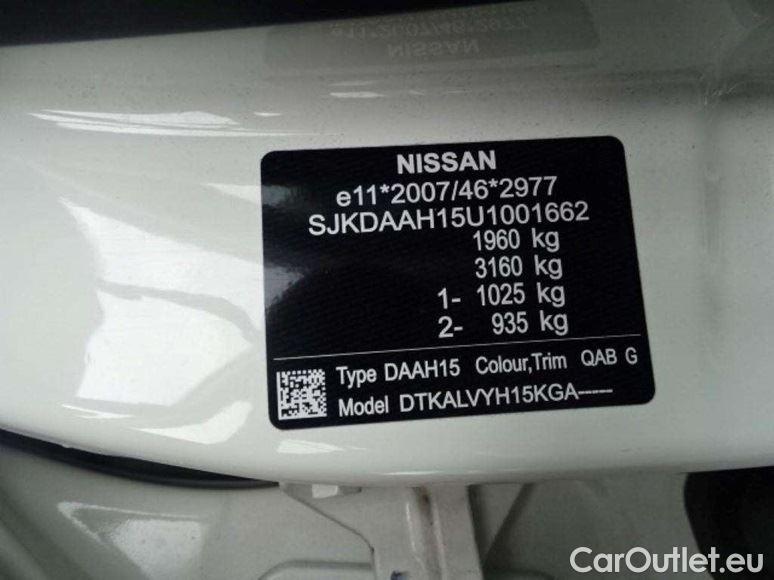 NISSAN
e11*2007/46*2977
SJKDAAH15U1001662
1960 kg
3160 kg
1- 1025 kg
2- 935 kg
Type DAAH15 Colour,Trim QAB G
Model DTKALVYH15KGA-----
CarOutlet.eu